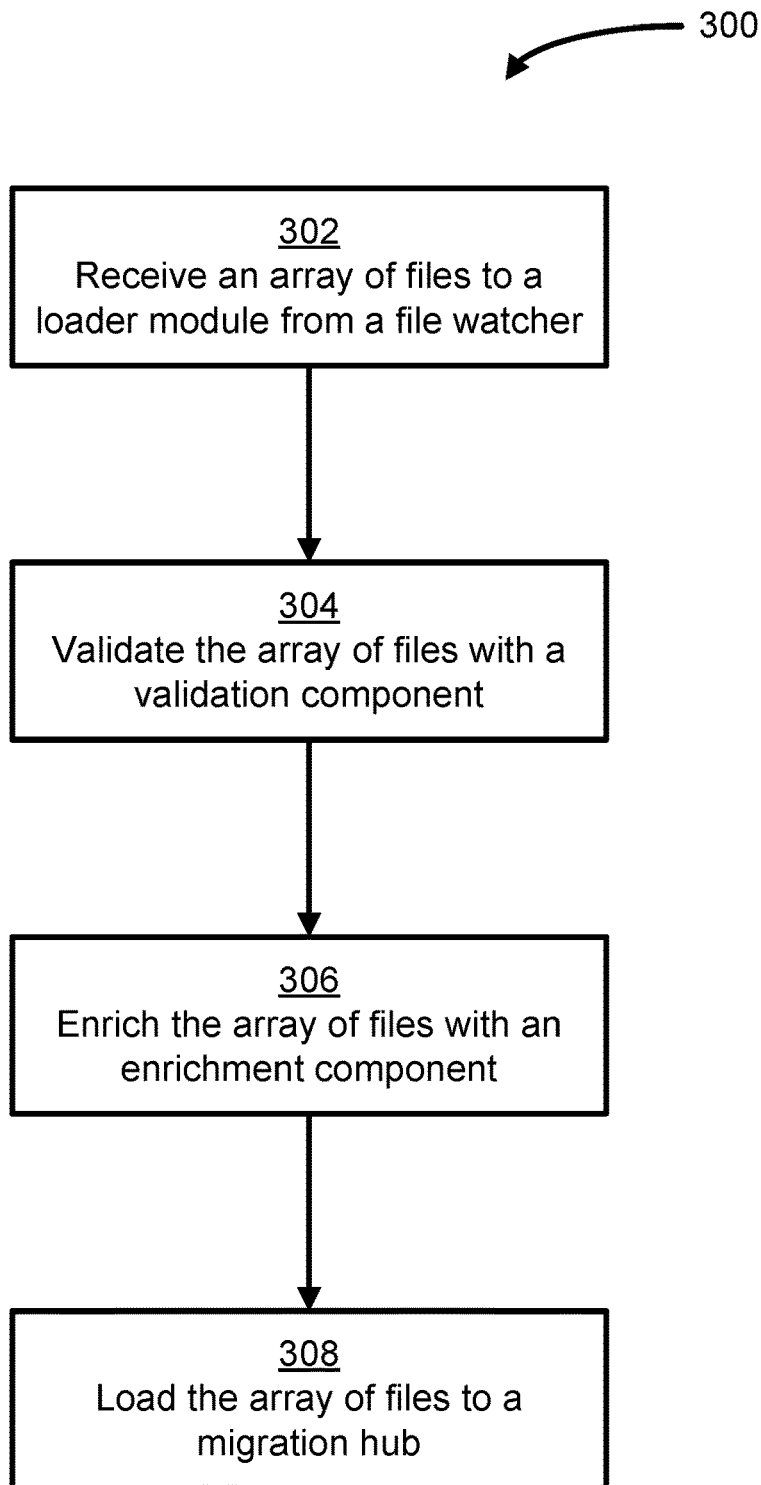 300
302
Receive an array of files to a
loader module from a file watcher
304
Validate the array of files with a
validation component
306
Enrich the array of files with an
enrichment component
308
Load the array of files to a
migration hub